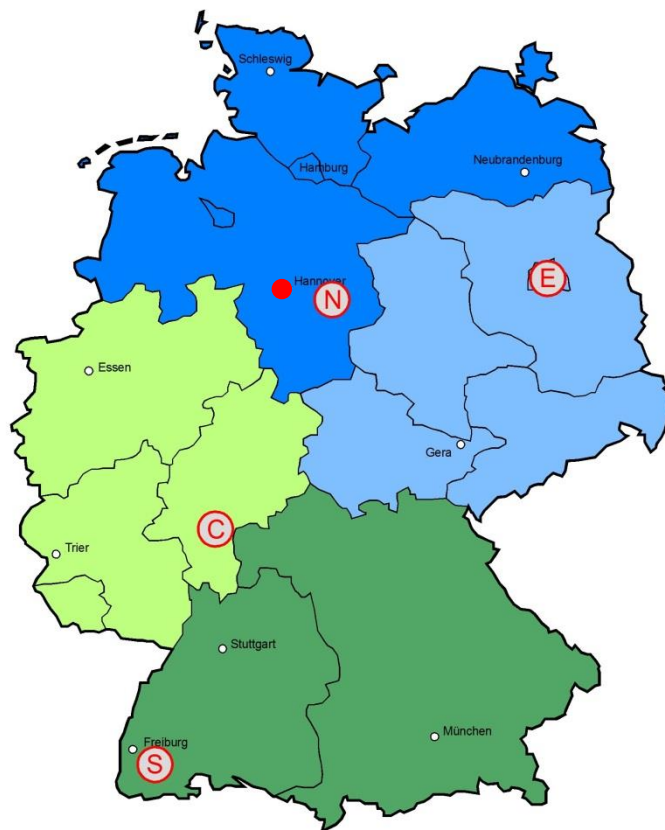 Schleswig
Hamburg
Neubrandenburg
Hannover
N
E
Essen
Gera
C
Trier
Stuttgart
München
Freiburg
S